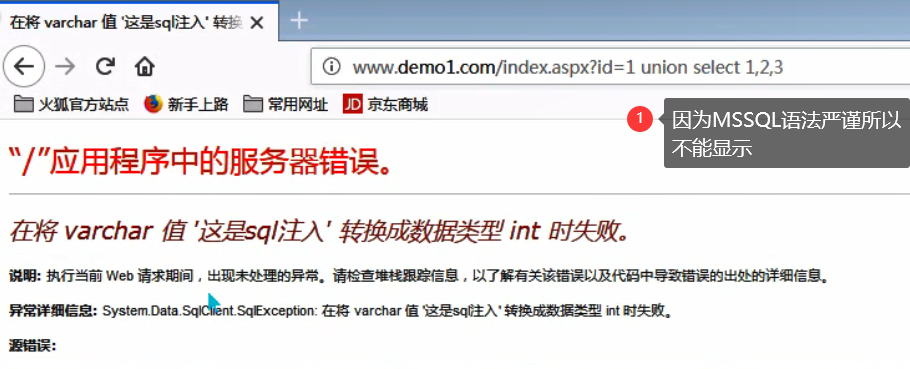 在将 varchar 值 '这是sql注入' 转换
www.demo1.com/index.aspx?id=1 union select 1,2,3
火狐官方站点 新手上路 常用网址 JD 京东商城
1 因为MSSQL语法严谨所以
不能显示
“/”应用程序中的服务器错误。
在将 varchar 值 '这是sql注入' 转换成数据类型 int 时失败。
说明: 执行当前 Web 请求期间，出现未处理的异常。请检查堆栈跟踪信息，以了解有关该错误以及代码中导致错误的出处的详细信息。
异常详细信息: System.Data.SqlClient.SqlException: 在将 varchar 值 '这是sql注入' 转换成数据类型 int 时失败。
源错误: